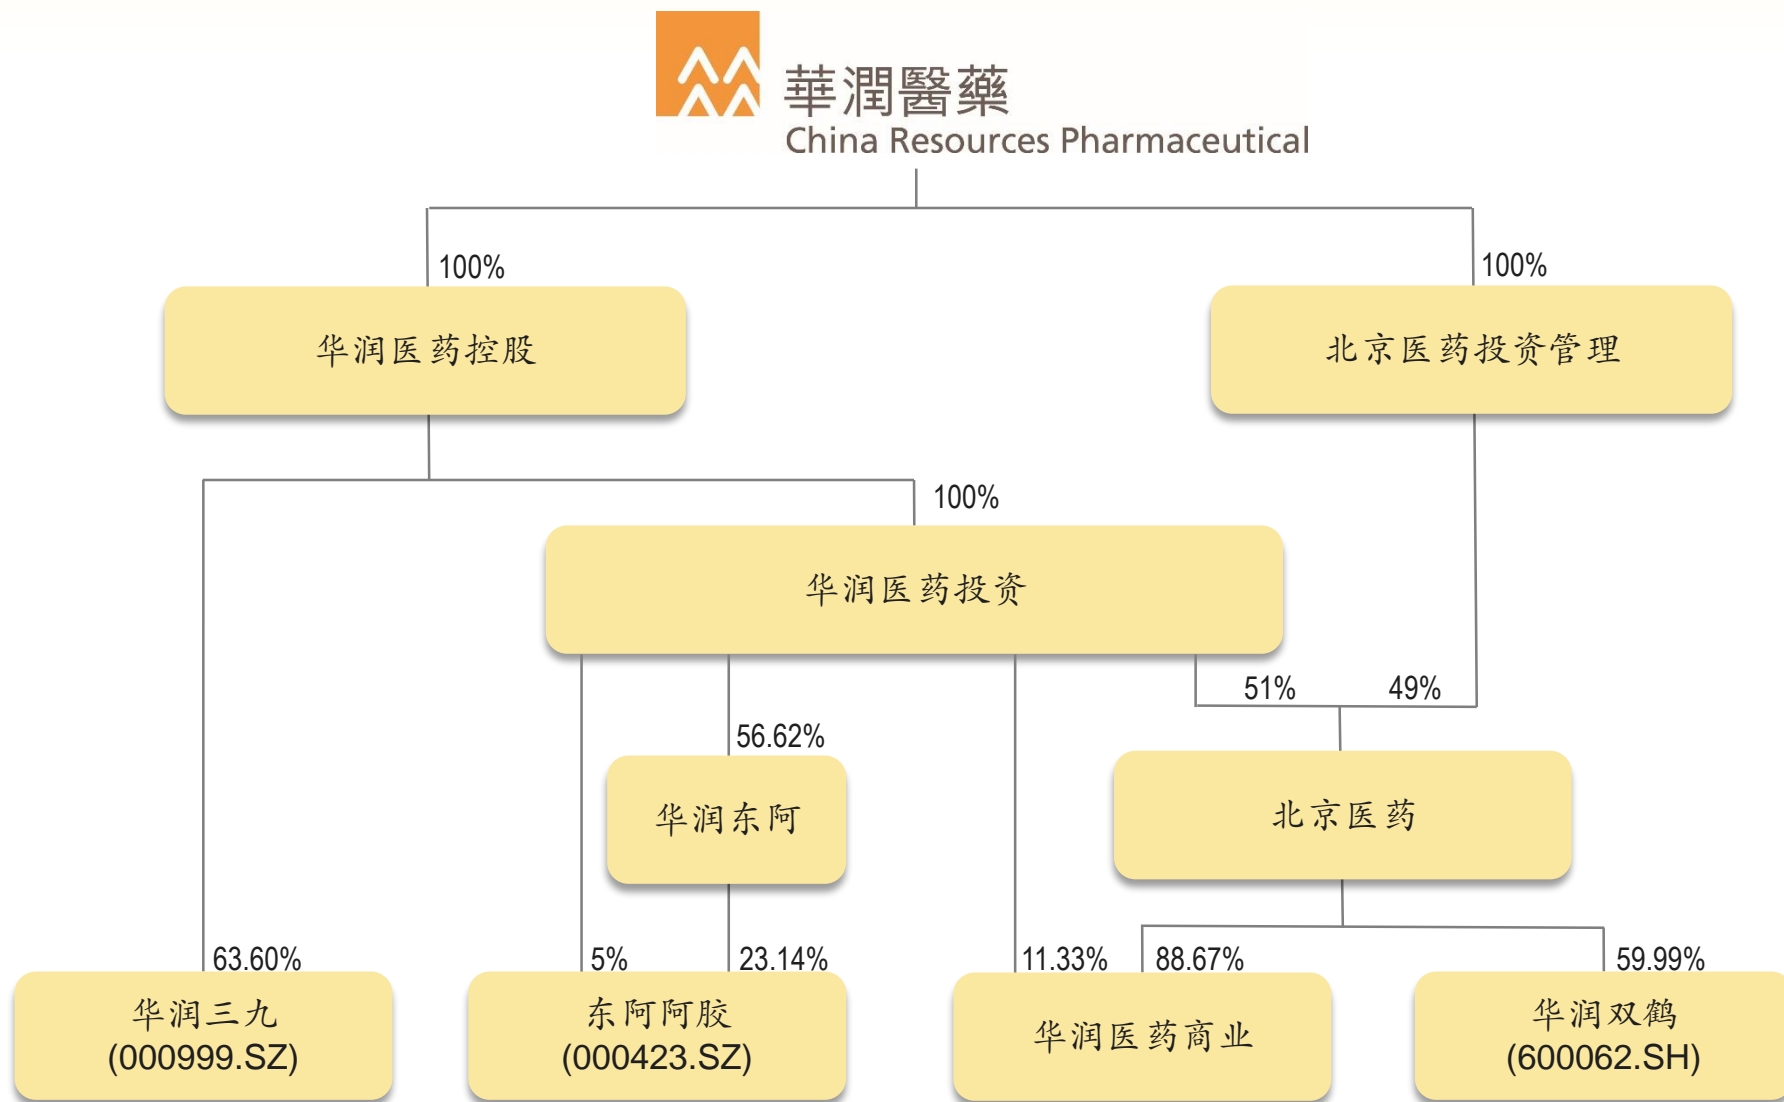 華潤醫藥
China Resources Pharmaceutical
100%
100%
华润医药控股
北京医药投资管理
100%
华润医药投资
51%
49%
56.62%
华润东阿
北京医药
63.60%
5%
23.14%
11.33%
88.67%
59.99%
华润三九
(000999.SZ)
东阿阿胶
(000423.SZ)
华润医药商业
华润双鹤
(600062.SH)